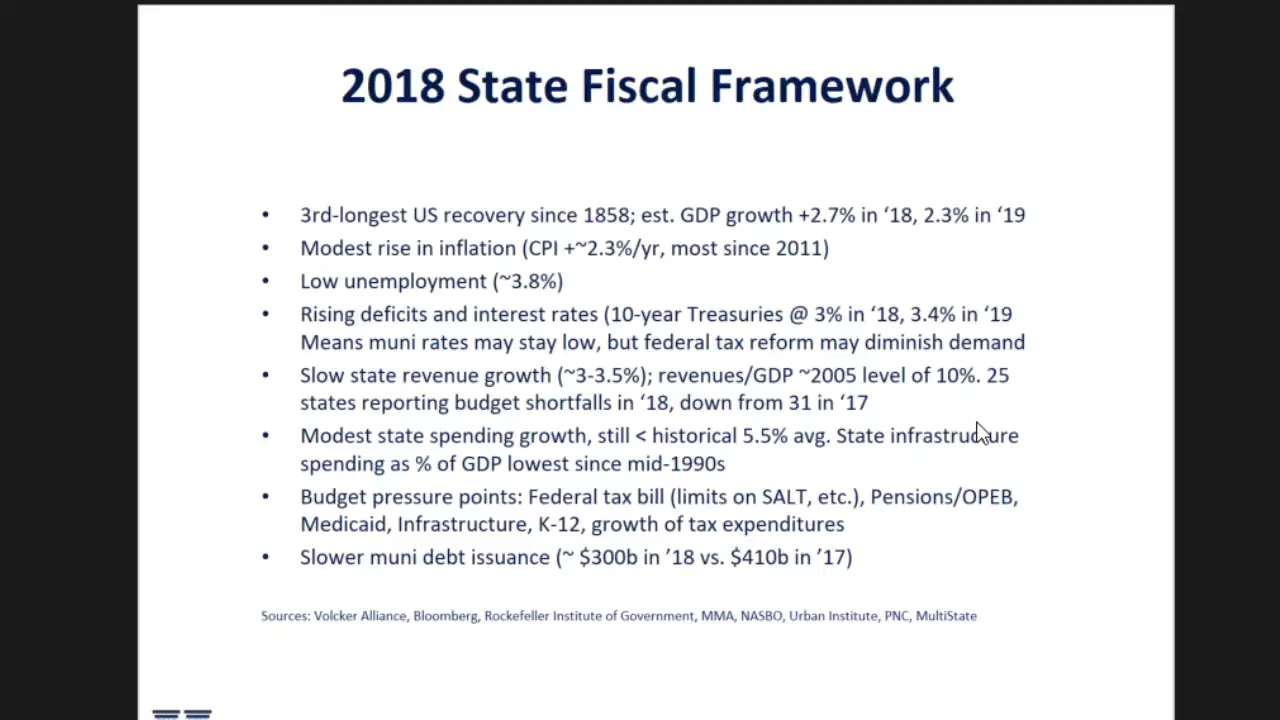 2018 State Fiscal Framework
• 3rd-longest US recovery since 1858; est. GDP growth +2.7% in ‘18, 2.3% in ‘19
• Modest rise in inflation (CPI +~2.3%/yr, most since 2011)
• Low unemployment (~3.8%)
• Rising deficits and interest rates (10-year Treasuries @ 3% in ‘18, 3.4% in ‘19
Means muni rates may stay low, but federal tax reform may diminish demand
• Slow state revenue growth (~3-3.5%); revenues/GDP ~2005 level of 10%. 25
states reporting budget shortfalls in ‘18, down from 31 in ‘17
• Modest state spending growth, still < historical 5.5% avg. State infrastructure
spending as % of GDP lowest since mid-1990s
• Budget pressure points: Federal tax bill (limits on SALT, etc.), Pensions/OPEB,
Medicaid, Infrastructure, K-12, growth of tax expenditures
• Slower muni debt issuance (~ $300b in ’18 vs. $410b in ’17)
Sources: Volcker Alliance, Bloomberg, Rockefeller Institute of Government, MMA, NASBO, Urban Institute, PNC, MultiState